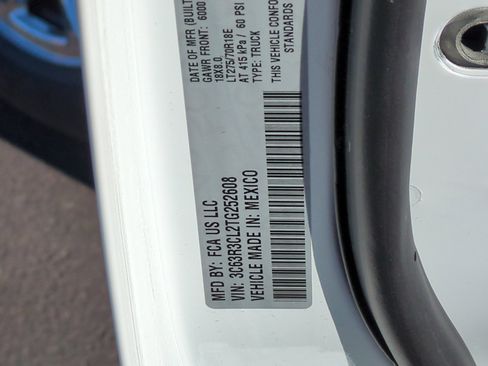 MFD BY: FCA US LLC
VIN: 3C63R3CL2TG252608
VEHICLE MADE IN: MEXICO
DATE OF MFR (BUILT
GAWR FRONT: 6000
18X8.0
LT275/70R18E
AT 415 kPa / 60 PSI
TYPE: TRUCK
THIS VEHICLE CONFO
STANDARDS